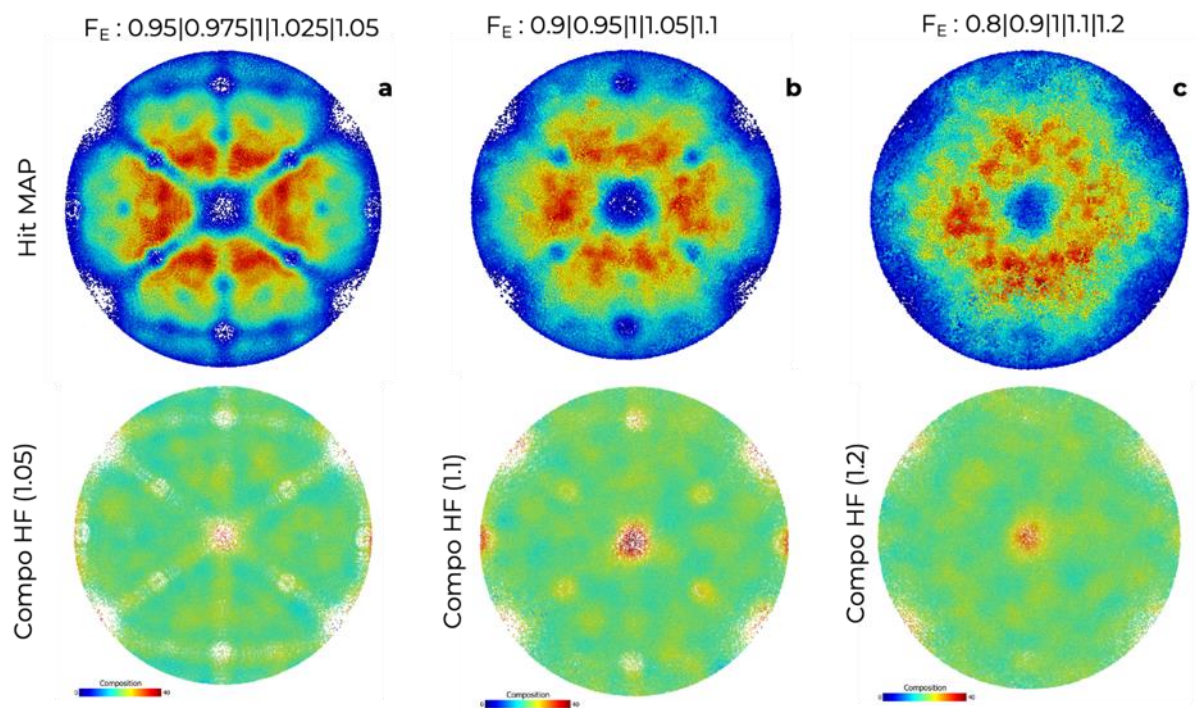 F_E : 0.95|0.975|1|1.025|1.05
F_E : 0.9|0.95|1|1.05|1.1
F_E : 0.8|0.9|1|1.1|1.2
Hit MAP
a
b
c
Compo HF (1.05)
Compo HF (1.1)
Compo HF (1.2)
Composition
0 40
Composition
0 40
Composition
0 40